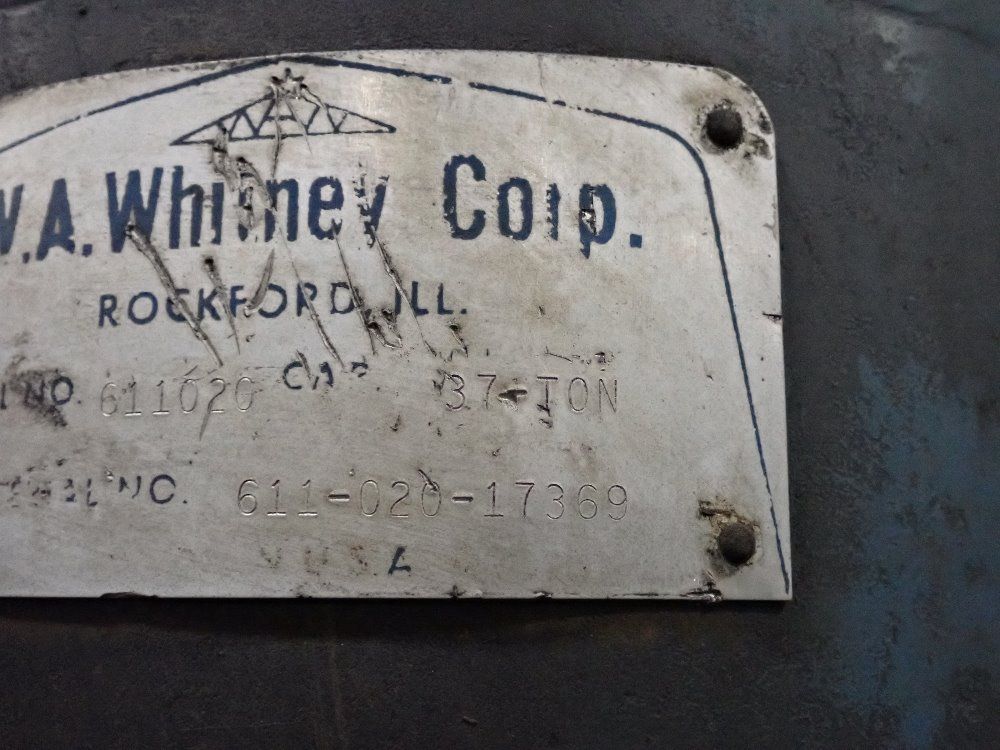 W.A. Whitney Corp.
ROCKFORD, ILL.
NO. 611020 CAP 37-TON
NO. 611-020-17369
U.S.A